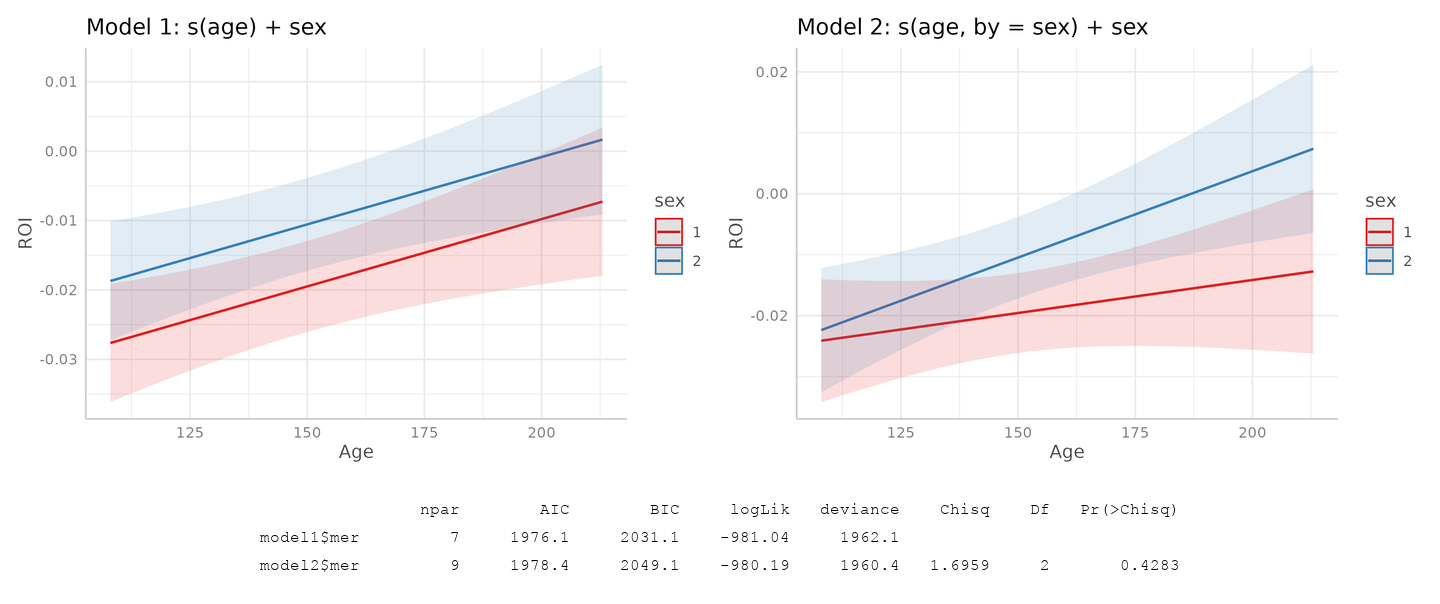 Model 1: s(age) + sex
0.01
0.00
-0.01
-0.02
-0.03
ROI
125 150 175 200
Age
sex
1
2
Model 2: s(age, by = sex) + sex
0.02
0.00
-0.02
ROI
125 150 175 200
Age
sex
1
2
npar AIC BIC logLik deviance Chisq Df Pr(>Chisq)
model1$mer 7 1976.1 2031.1 -981.04 1962.1
model2$mer 9 1978.4 2049.1 -980.19 1960.4 1.6959 2 0.4283